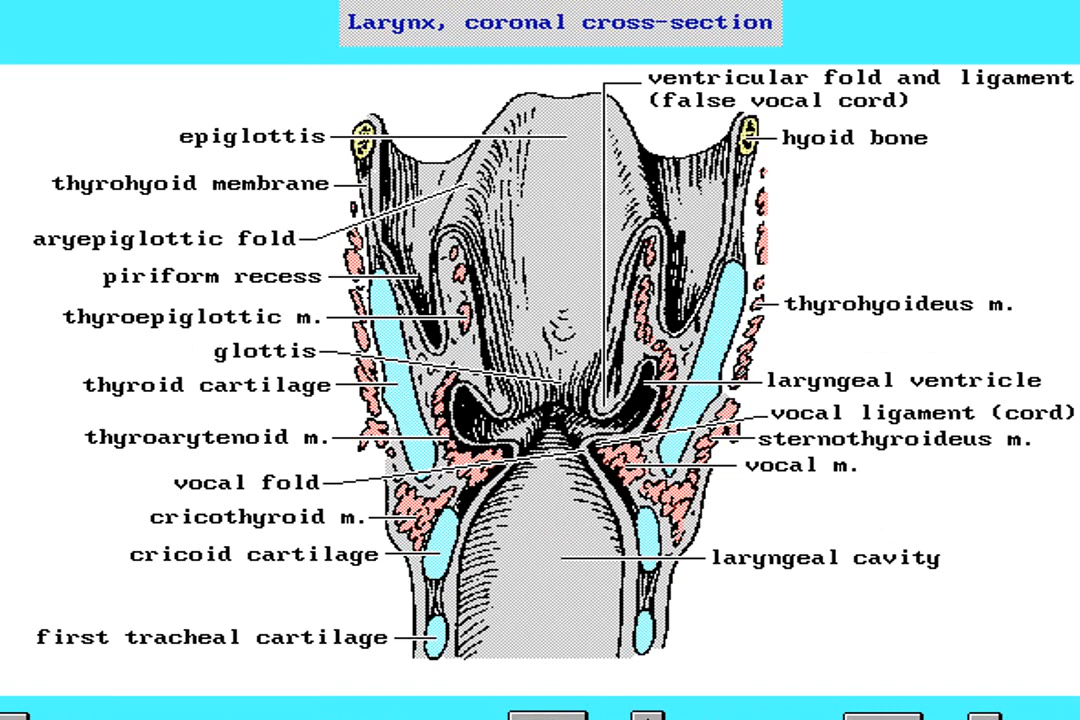 Larynx, coronal cross-section
ventricular fold and ligament
(false vocal cord)
epiglottis
hyoid bone
thyrohyoid membrane
aryepiglottic fold
piriform recess
thyrohyoideus m.
thyroepiglottic m.
glottis
laryngeal ventricle
thyroid cartilage
vocal ligament (cord)
thyroarytenoid m.
sternothyroideus m.
vocal m.
vocal fold
cricothyroid m.
cricoid cartilage
laryngeal cavity
first tracheal cartilage